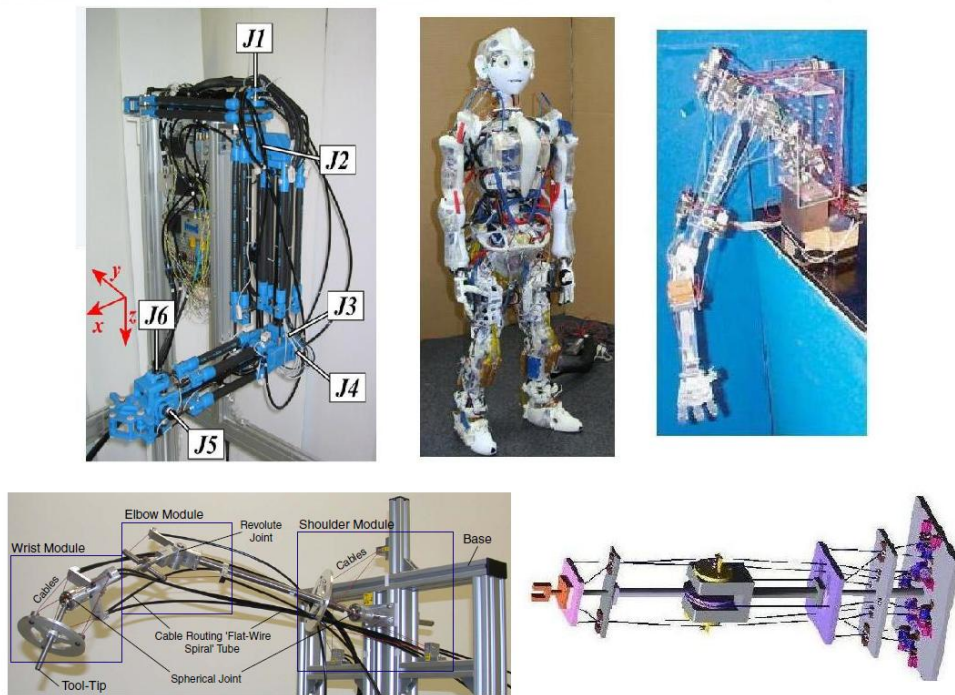 J1
J2
y
x
z
J6
J3
J4
J5
Elbow Module
Revolute
Joint
Shoulder Module
Wrist Module
Cables
Base
Cables
Cable Routing 'Flat-Wire
Spiral' Tube
Spherical Joint
Tool-Tip